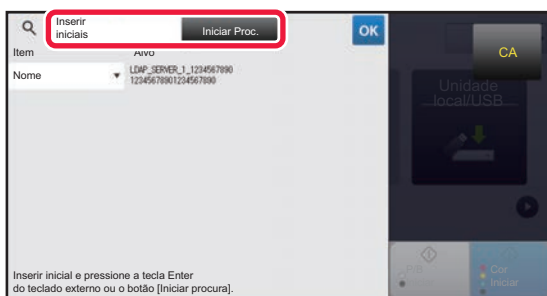 Inserir
iniciais
Iniciar Proc.
OK
CA
Item
Alvo
Nome
LDAP_SERVER_1_1234567890
12345678901234567890
Unidade
local/USB
P/B
Cor
Iniciar
Inserir inicial e pressione a tecla Enter
do teclado externo ou o botão [Iniciar procura].